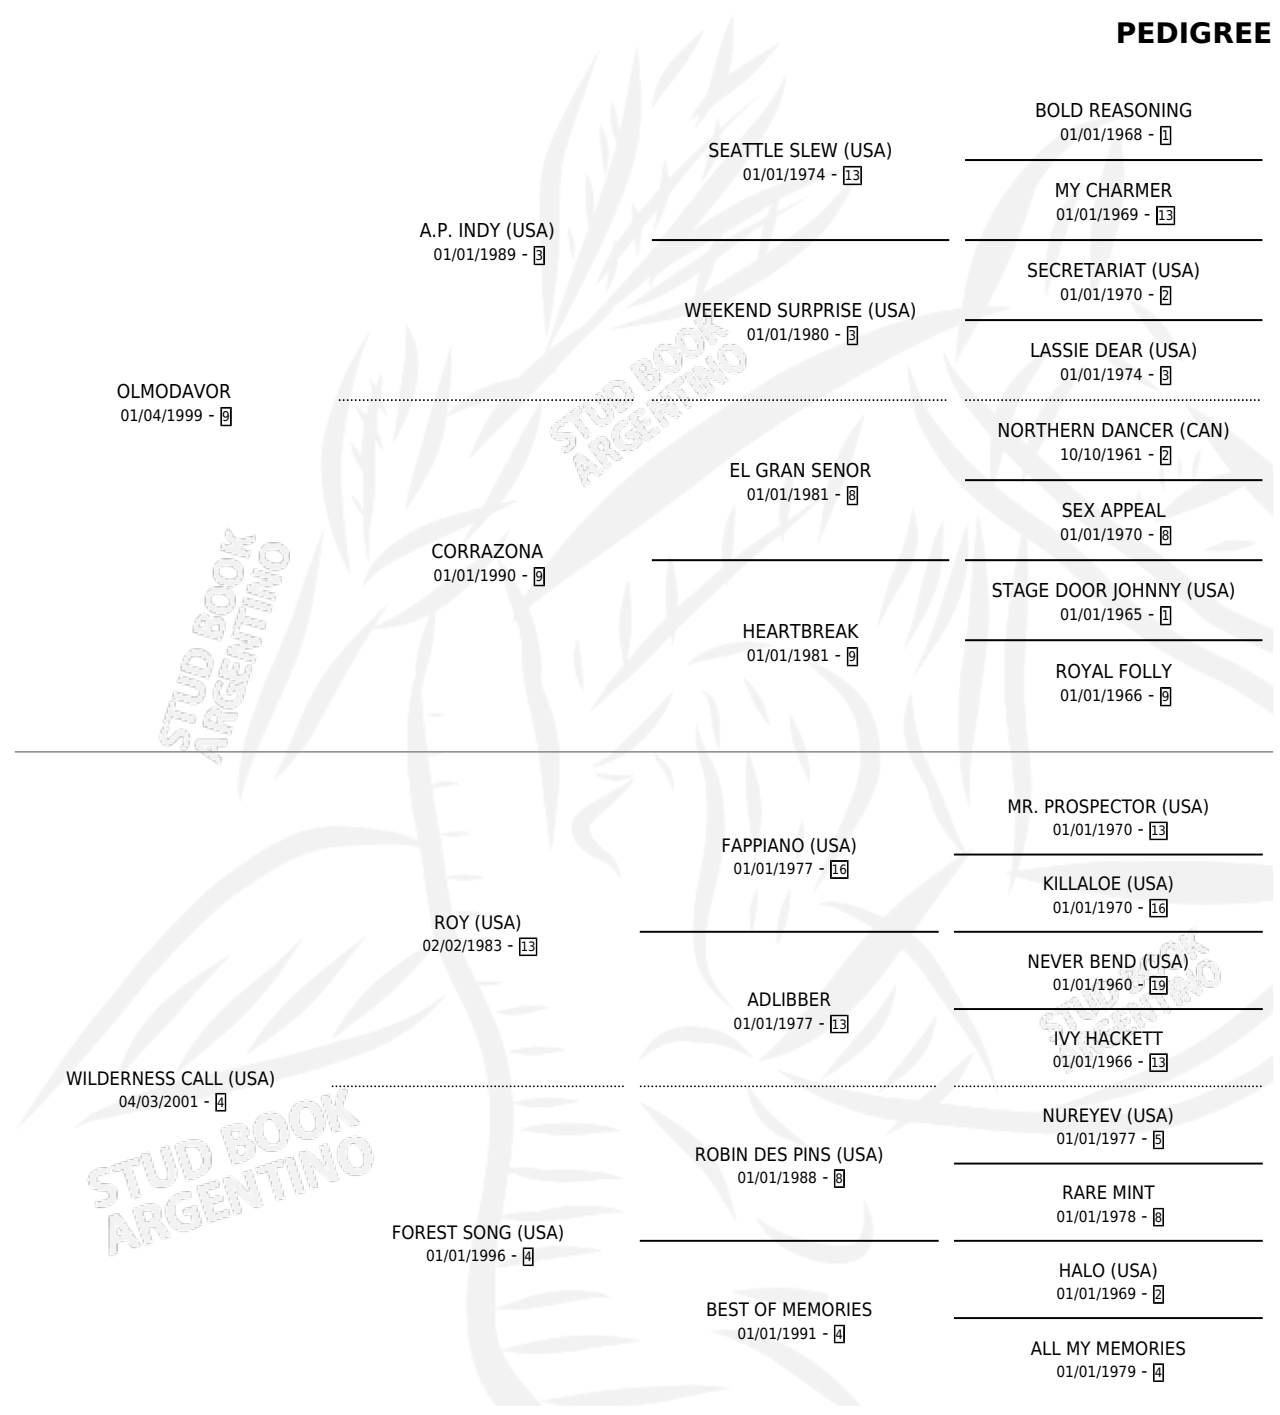 PEDIGREE
BOLD REASONING
01/01/1968 - 1
SEATTLE SLEW (USA)
01/01/1974 - 13
MY CHARMER
01/01/1969 - 13
A.P. INDY (USA)
01/01/1989 - 3
SECRETARIAT (USA)
01/01/1970 - 2
WEEKEND SURPRISE (USA)
01/01/1980 - 3
LASSIE DEAR (USA)
01/01/1974 - 3
OLMODAVOR
01/04/1999 - 9
NORTHERN DANCER (CAN)
10/10/1961 - 2
EL GRAN SENOR
01/01/1981 - 8
SEX APPEAL
01/01/1970 - 8
CORRAZONA
01/01/1990 - 9
STAGE DOOR JOHNNY (USA)
01/01/1965 - 1
HEARTBREAK
01/01/1981 - 9
ROYAL FOLLY
01/01/1966 - 9
MR. PROSPECTOR (USA)
01/01/1970 - 13
FAPPIANO (USA)
01/01/1977 - 16
KILLALOE (USA)
01/01/1970 - 16
ROY (USA)
02/02/1983 - 13
NEVER BEND (USA)
01/01/1960 - 19
ADLIBBER
01/01/1977 - 13
IVY HACKETT
01/01/1966 - 13
WILDERNESS CALL (USA)
04/03/2001 - 4
NUREYEV (USA)
01/01/1977 - 5
ROBIN DES PINS (USA)
01/01/1988 - 8
RARE MINT
01/01/1978 - 8
FOREST SONG (USA)
01/01/1996 - 4
HALO (USA)
01/01/1969 - 2
BEST OF MEMORIES
01/01/1991 - 4
ALL MY MEMORIES
01/01/1979 - 4
STUD BOOK
ARGENTINO
STUD BOOK
ARGENTINO
STUD BOOK
ARGENTINO
STUD BOOK
ARGENTINO